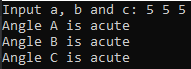 Input a, b and c: 5 5 5
Angle A is acute
Angle B is acute
Angle C is acute